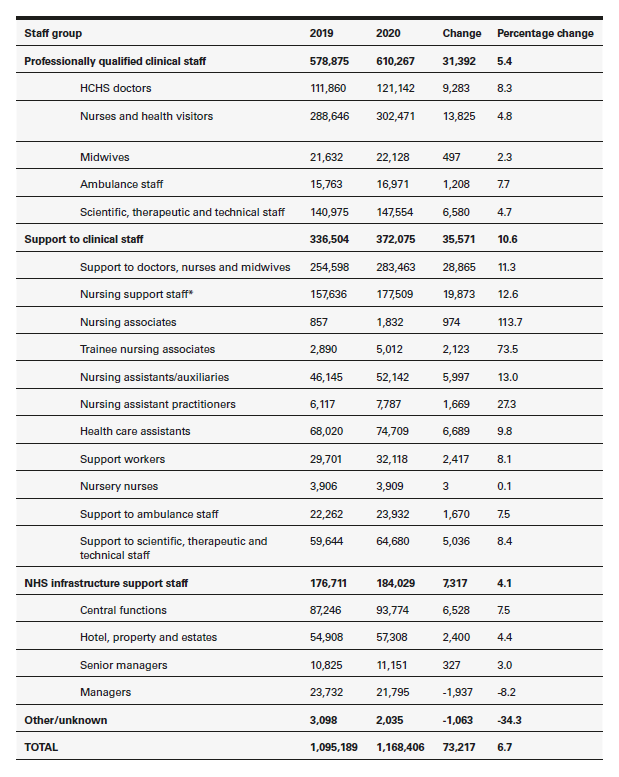 Staff group 2019 2020 Change Percentage change
Professionally qualified clinical staff 578,875 610,267 31,392 5.4
HCHS doctors 111,860 121,142 9,283 8.3
Nurses and health visitors 288,646 302,471 13,825 4.8
Midwives 21,632 22,128 497 2.3
Ambulance staff 15,763 16,971 1,208 7.7
Scientific, therapeutic and technical staff 140,975 147,554 6,580 4.7
Support to clinical staff 336,504 372,075 35,571 10.6
Support to doctors, nurses and midwives 254,598 283,463 28,865 11.3
Nursing support staff* 157,636 177,509 19,873 12.6
Nursing associates 857 1,832 974 113.7
Trainee nursing associates 2,890 5,012 2,123 73.5
Nursing assistants/auxiliaries 46,145 52,142 5,997 13.0
Nursing assistant practitioners 6,117 7,787 1,669 27.3
Health care assistants 68,020 74,709 6,689 9.8
Support workers 29,701 32,118 2,417 8.1
Nursery nurses 3,906 3,909 3 0.1
Support to ambulance staff 22,262 23,932 1,670 7.5
Support to scientific, therapeutic and 59,644 64,680 5,036 8.4
technical staff
NHS infrastructure support staff 176,711 184,029 7,317 4.1
Central functions 87,246 93,774 6,528 7.5
Hotel, property and estates 54,908 57,308 2,400 4.4
Senior managers 10,825 11,151 327 3.0
Managers 23,732 21,795 -1,937 -8.2
Other/unknown 3,098 2,035 -1,063 -34.3
TOTAL 1,095,189 1,168,406 73,217 6.7